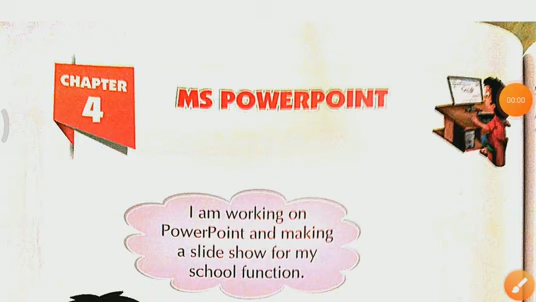 CHAPTER
4
MS POWERPOINT
00:00
I am working on
PowerPoint and making
a slide show for my
school function.